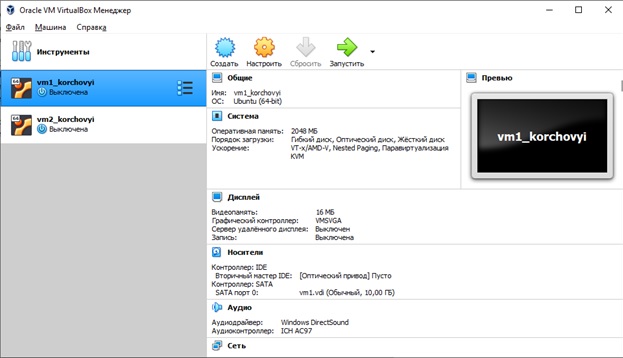 Oracle VM VirtualBox Менеджер
Файл Машина Справка
Инструменты
vm1_korchovyi
Выключена
vm2_korchovyi
Выключена
Создать Настроить Сбросить Запустить
Общие
Имя: vm1_korchovyi
ОС: Ubuntu (64-bit)
Система
Оперативная память: 2048 МБ
Порядок загрузки: Гибкий диск, Оптический диск, Жёсткий диск
Ускорение: VT-x/AMD-V, Nested Paging, Паравиртуализация
KVM
Превью
vm1_korchovyi
Дисплей
Видеопамять: 16 МБ
Графический контроллер: VMSVGA
Сервер удалённого дисплея: Выключен
Запись: Выключена
Носители
Контроллер: IDE
Вторичный мастер IDE: [Оптический привод] Пусто
Контроллер: SATA
SATA порт 0: vm1.vdi (Обычный, 10,00 ГБ)
Аудио
Аудиодрайвер: Windows DirectSound
Аудиоконтроллер: ICH AC97
Сеть